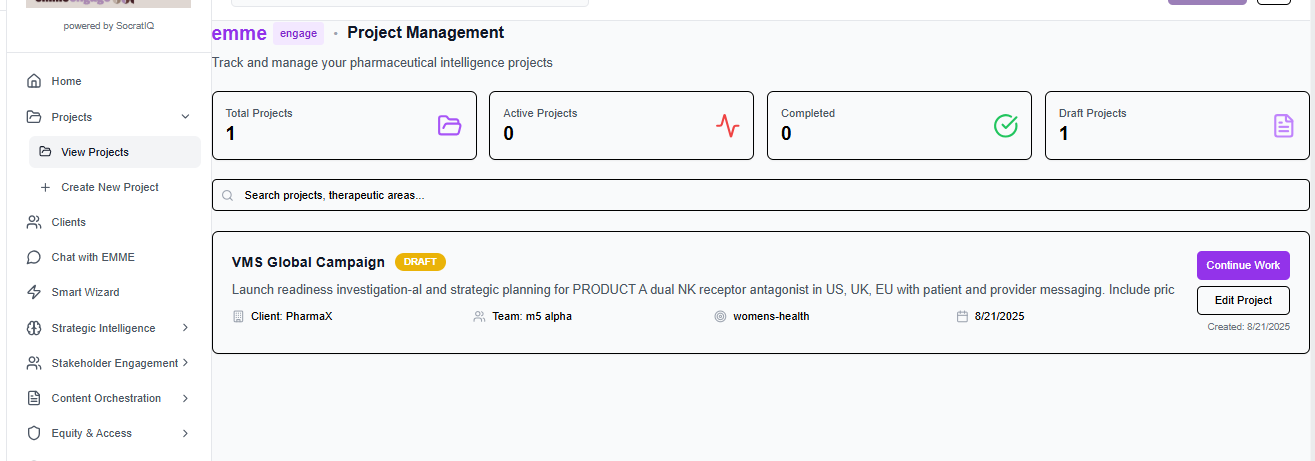 powered by SocratIQ
Home
Projects
View Projects
Create New Project
Clients
Chat with EMME
Smart Wizard
Strategic Intelligence
Stakeholder Engagement
Content Orchestration
Equity & Access
emme engage • Project Management
Track and manage your pharmaceutical intelligence projects
Total Projects
1
Active Projects
0
Completed
0
Draft Projects
1
Search projects, therapeutic areas...
VMS Global Campaign DRAFT
Launch readiness investigation-al and strategic planning for PRODUCT A dual NK receptor antagonist in US, UK, EU with patient and provider messaging. Include pric
Client: PharmaX
Team: m5 alpha
womens-health
8/21/2025
Continue Work
Edit Project
Created: 8/21/2025